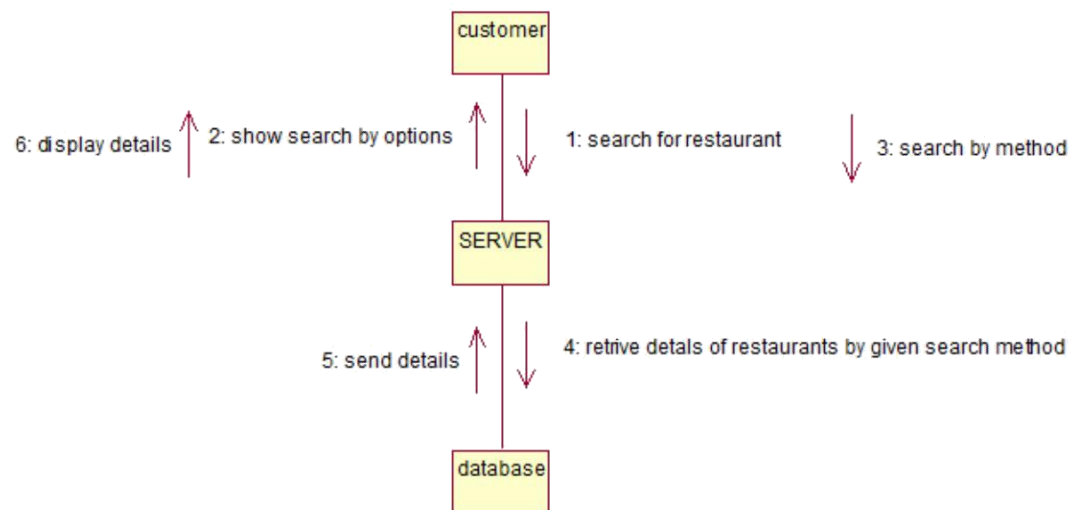 customer
6: display details
2: show search by options
1: search for restaurant
3: search by method
SERVER
5: send details
4: retrive detals of restaurants by given search method
database